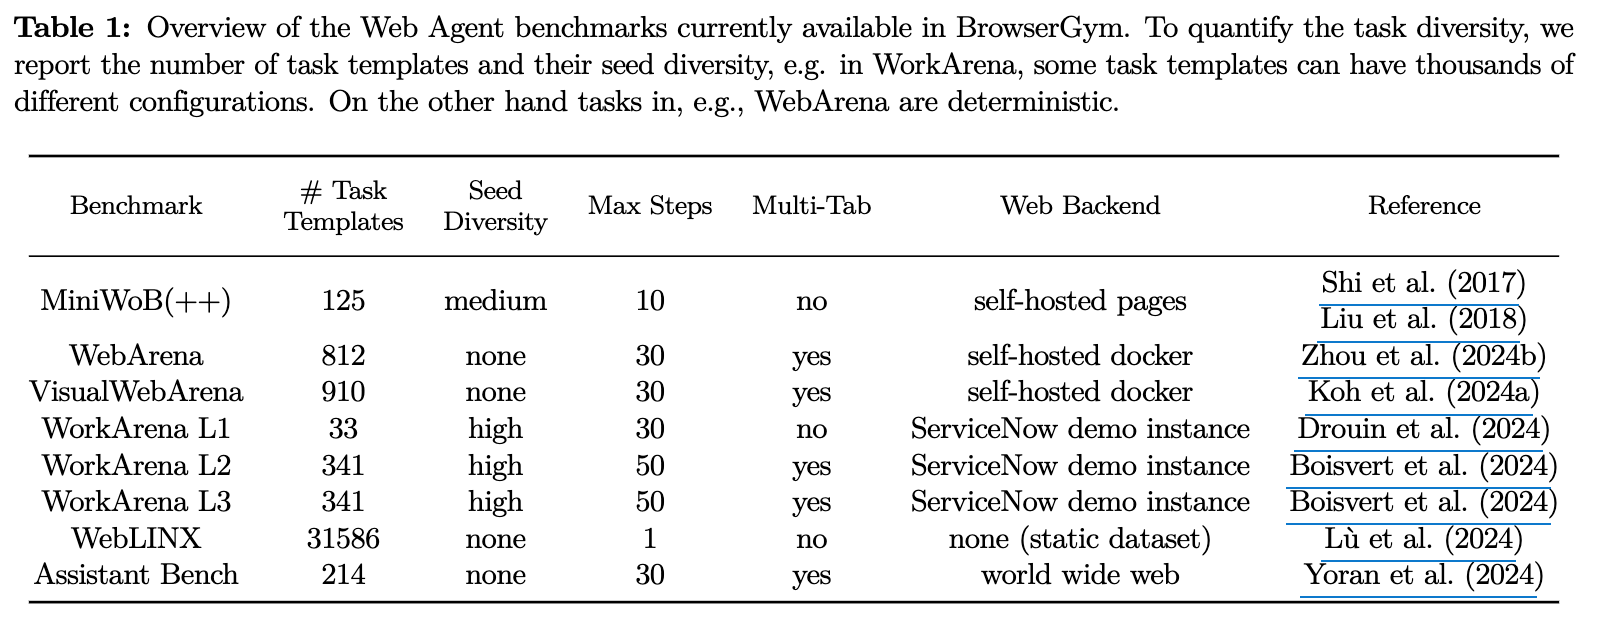 Table 1: Overview of the Web Agent benchmarks currently available in BrowserGym. To quantify the task diversity, we
report the number of task templates and their seed diversity, e.g. in WorkArena, some task templates can have thousands of
different configurations. On the other hand tasks in, e.g., WebArena are deterministic.
Benchmark # Task Templates Seed Diversity Max Steps Multi-Tab Web Backend Reference
MiniWoB(++) 125 medium 10 no self-hosted pages Shi et al. (2017)
Liu et al. (2018)
WebArena 812 none 30 yes self-hosted docker Zhou et al. (2024b)
VisualWebArena 910 none 30 yes self-hosted docker Koh et al. (2024a)
WorkArena L1 33 high 30 no ServiceNow demo instance Drouin et al. (2024)
WorkArena L2 341 high 50 yes ServiceNow demo instance Boisvert et al. (2024)
WorkArena L3 341 high 50 yes ServiceNow demo instance Boisvert et al. (2024)
WebLINX 31586 none 1 no none (static dataset) Lù et al. (2024)
Assistant Bench 214 none 30 yes world wide web Yoran et al. (2024)